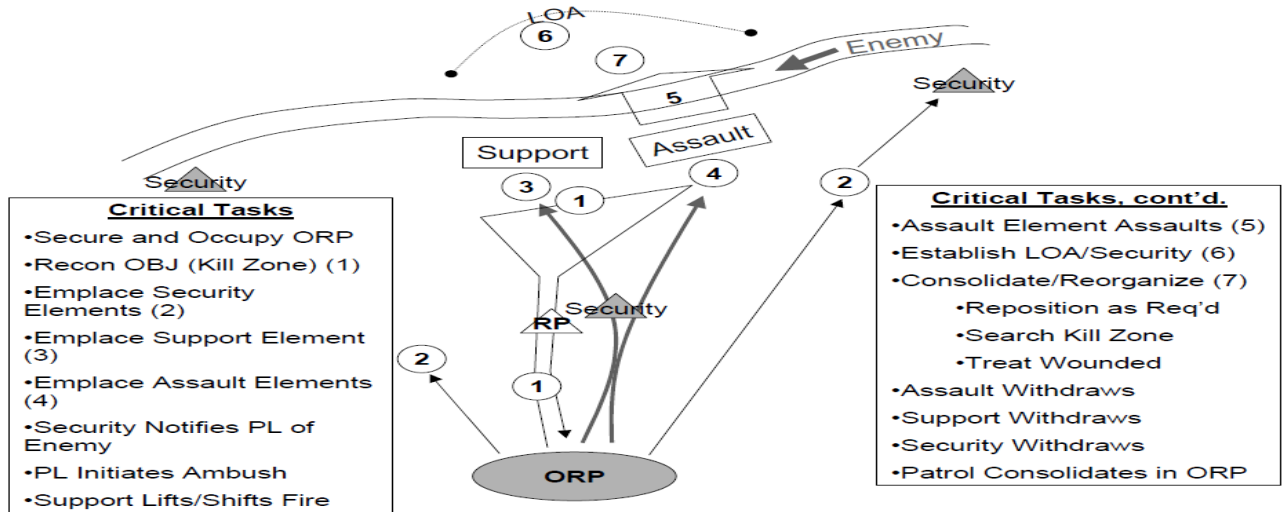 LOA
6
7
Enemy
Security
5
Support
Assault
Security
3
1
4
2
Security
RP
2
1
ORP
Critical Tasks
•Secure and Occupy ORP
•Recon OBJ (Kill Zone) (1)
•Emplace Security
Elements (2)
•Emplace Support Element
(3)
•Emplace Assault Elements
(4)
•Security Notifies PL of
Enemy
•PL Initiates Ambush
•Support Lifts/Shifts Fire
Critical Tasks, cont’d.
•Assault Element Assaults (5)
•Establish LOA/Security (6)
•Consolidate/Reorganize (7)
•Reposition as Req’d
•Search Kill Zone
•Treat Wounded
•Assault Withdraws
•Support Withdraws
•Security Withdraws
•Patrol Consolidates in ORP